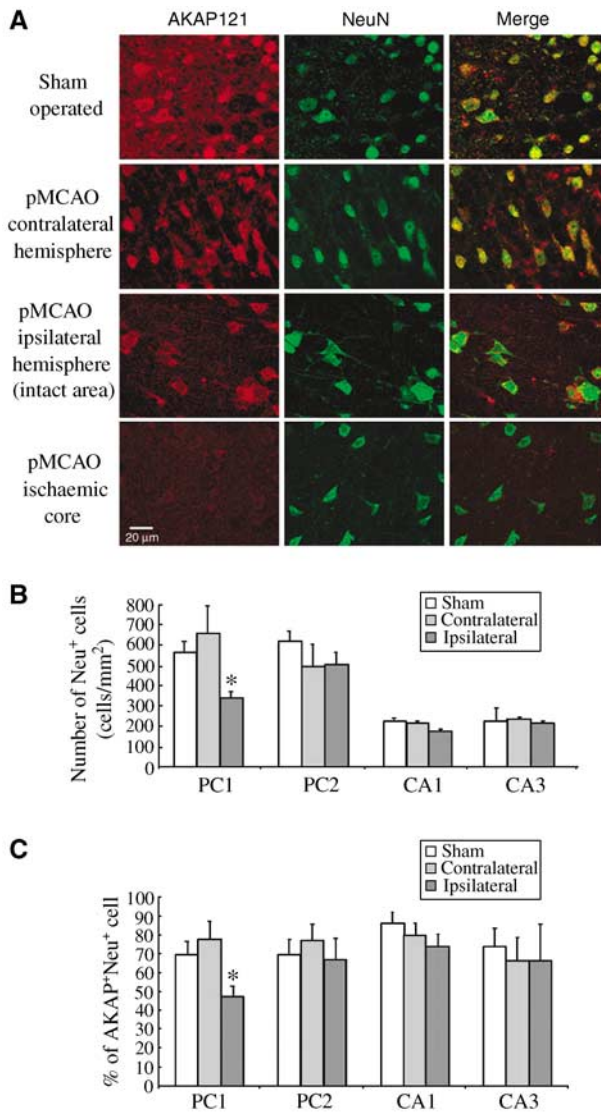 A
AKAP121 NeuN Merge
Sham
operated
pMCAO
contralateral
hemisphere
pMCAO
ipsilateral
hemisphere
(intact area)
pMCAO
ischaemic
core
20 µm
B
Number of Neu⁺ cells
(cells/mm²)
800
700
600
500
400
300
200
100
0
Sham
Contralateral
Ipsilateral
*
PC1 PC2 CA1 CA3
C
% of AKAP⁺Neu⁺ cell
100
90
80
70
60
50
40
30
20
10
0
Sham
Contralateral
Ipsilateral
*
PC1 PC2 CA1 CA3